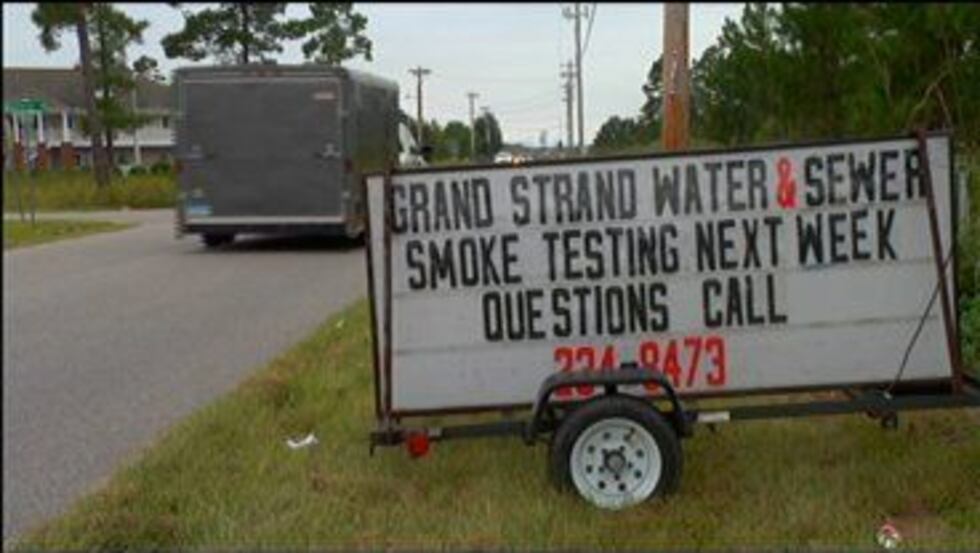 GRAND STRAND WATER & SEWER
SMOKE TESTING NEXT WEEK
QUESTIONS CALL
234-8473